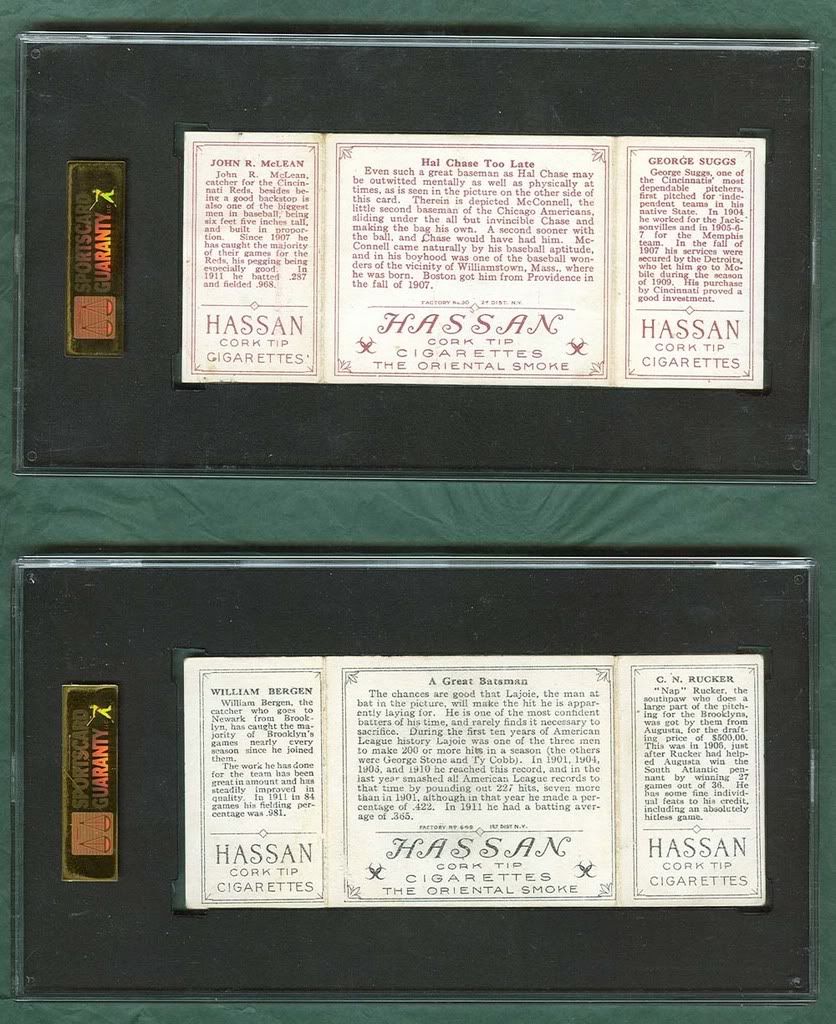 SPORTSCARD
GUARANTY
JOHN R. McLEAN
John R. McLean,
catcher for the Cincin-
nati Reds, besides be-
ing a good backstop is
also one of the biggest
men in baseball, being
six feet five inches tall,
and built in propor-
tion. Since 1907 he
has caught the majority
of their games for the
Reds, his pegging being
especially good. In
1911 he batted .287
and fielded .968.
HASSAN
CORK TIP
CIGARETTES
Hal Chase Too Late
Even such a great baseman as Hal Chase may
be outwitted mentally as well as physically at
times, as is seen in the picture on the other side of
this card. Therein is depicted McConnell, the
little second baseman of the Chicago Americans,
sliding under the all but invincible Chase and
making the bag his own. A second sooner with
the ball, and Chase would have had him. Mc-
Connell came naturally by his baseball aptitude,
and in his boyhood was one of the baseball won-
ders of the vicinity of Williamstown, Mass., where
he was born. Boston got him from Providence in
the fall of 1907.
FACTORY No. 30 2d DIST. N.Y.
HASSAN
CORK TIP
CIGARETTES
THE ORIENTAL SMOKE
GEORGE SUGGS
George Suggs, one of
the Cincinnatis' most
dependable pitchers,
first pitched for inde-
pendent teams in his
native State. In 1904
he worked for the Jack-
sonvilles and in 1905-6-
7 for the Memphis
team. In the fall of
1907 his services were
secured by the Detroits,
who let him go to Mo-
bile during the season
of 1909. His purchase
by Cincinnati proved a
good investment.
HASSAN
CORK TIP
CIGARETTES
SPORTSCARD
GUARANTY
WILLIAM BERGEN
William Bergen, the
catcher who goes to
Newark from Brook-
lyn, has caught the ma-
jority of Brooklyn's
games nearly every
season since he joined
them.
The work he has done
for the team has been
great in amount and has
steadily improved in
quality. In 1911 in 84
games his fielding per-
centage was .981.
HASSAN
CORK TIP
CIGARETTES
A Great Batsman
The chances are good that Lajoie, the man at
bat in the picture, will make the hit he is appar-
ently laying for. He is one of the most confident
batters of his time, and rarely finds it necessary to
sacrifice. During the first ten years of American
League history Lajoie was one of the three men
to make 200 or more hits in a season (the others
were George Stone and Ty Cobb). In 1901, 1904,
1905, and 1910 he reached this record, and in the
last year smashed all American League records to
that time by pounding out 227 hits, seven more
than in 1901, although in that year he made a per-
centage of .422. In 1911 he had a batting aver-
age of .365.
FACTORY No 649 1ST DIST N.Y.
HASSAN
CORK TIP
CIGARETTES
THE ORIENTAL SMOKE
C. N. RUCKER
"Nap" Rucker, the
southpaw who does a
large part of the pitch-
ing for the Brooklyns,
was got by them from
Augusta, for the draft-
ing price of $500.00.
This was in 1906, just
after Rucker had help-
ed Augusta win the
South Atlantic pen-
nant by winning 27
games out of 36. He
has some fine individ-
ual feats to his credit,
including an absolutely
hitless game.
HASSAN
CORK TIP
CIGARETTES